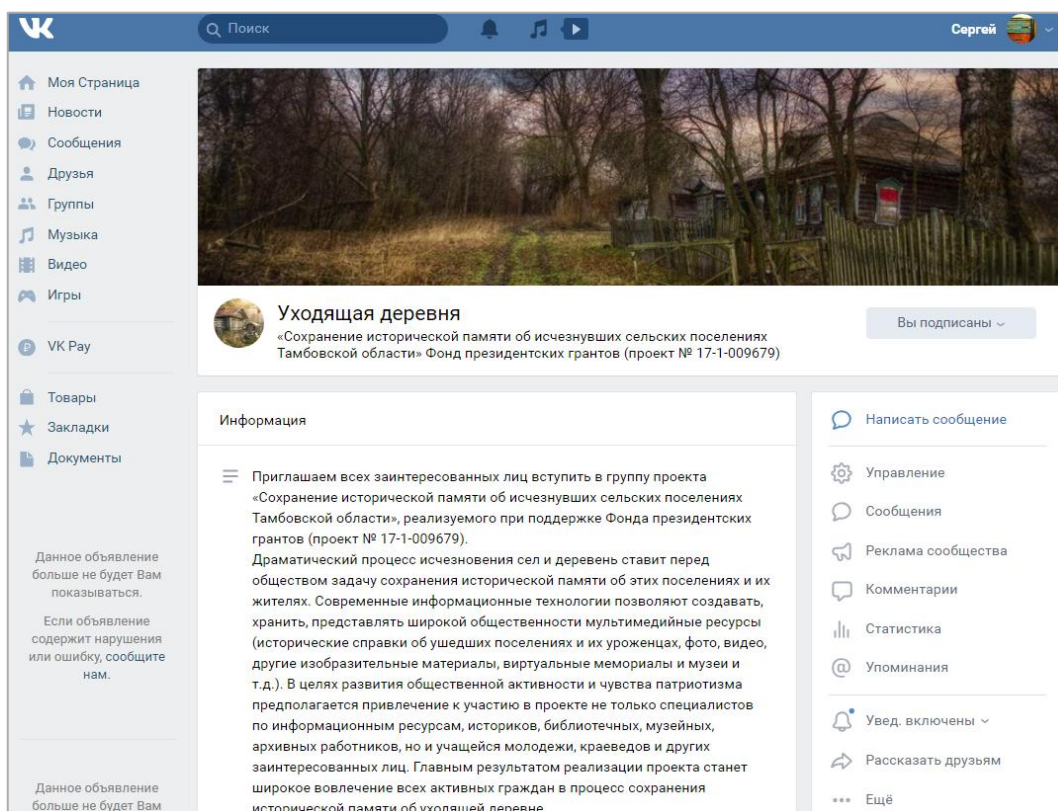 Поиск
Сергей
Моя Страница
Новости
Сообщения
Друзья
Группы
Музыка
Видео
Игры
VK Pay
Товары
Закладки
Документы
Данное объявление
больше не будет Вам
показываться.
Если объявление
содержит нарушения
или ошибку, сообщите
нам.
Данное объявление
больше не будет Вам
Уходящая деревня
«Сохранение исторической памяти об исчезнувших сельских поселениях
Тамбовской области» Фонд президентских грантов (проект № 17-1-009679)
Вы подписаны
Информация
Приглашаем всех заинтересованных лиц вступить в группу проекта
«Сохранение исторической памяти об исчезнувших сельских поселениях
Тамбовской области», реализуемого при поддержке Фонда президентских
грантов (проект № 17-1-009679).
Драматический процесс исчезновения сел и деревень ставит перед
обществом задачу сохранения исторической памяти об этих поселениях и их
жителях. Современные информационные технологии позволяют создавать,
хранить, представлять широкой общественности мультимедийные ресурсы
(исторические справки об ушедших поселениях и их уроженцах, фото, видео,
другие изобразительные материалы, виртуальные мемориалы и музеи и
т.д.). В целях развития общественной активности и чувства патриотизма
предполагается привлечение к участию в проекте не только специалистов
по информационным ресурсам, историков, библиотечных, музейных,
архивных работников, но и учащейся молодежи, краеведов и других
заинтересованных лиц. Главным результатом реализации проекта станет
широкое вовлечение всех активных граждан в процесс сохранения
исторической памяти об уходящей деревне
Написать сообщение
Управление
Сообщения
Реклама сообщества
Комментарии
Статистика
Упоминания
Увед. включены
Рассказать друзьям
Ещё